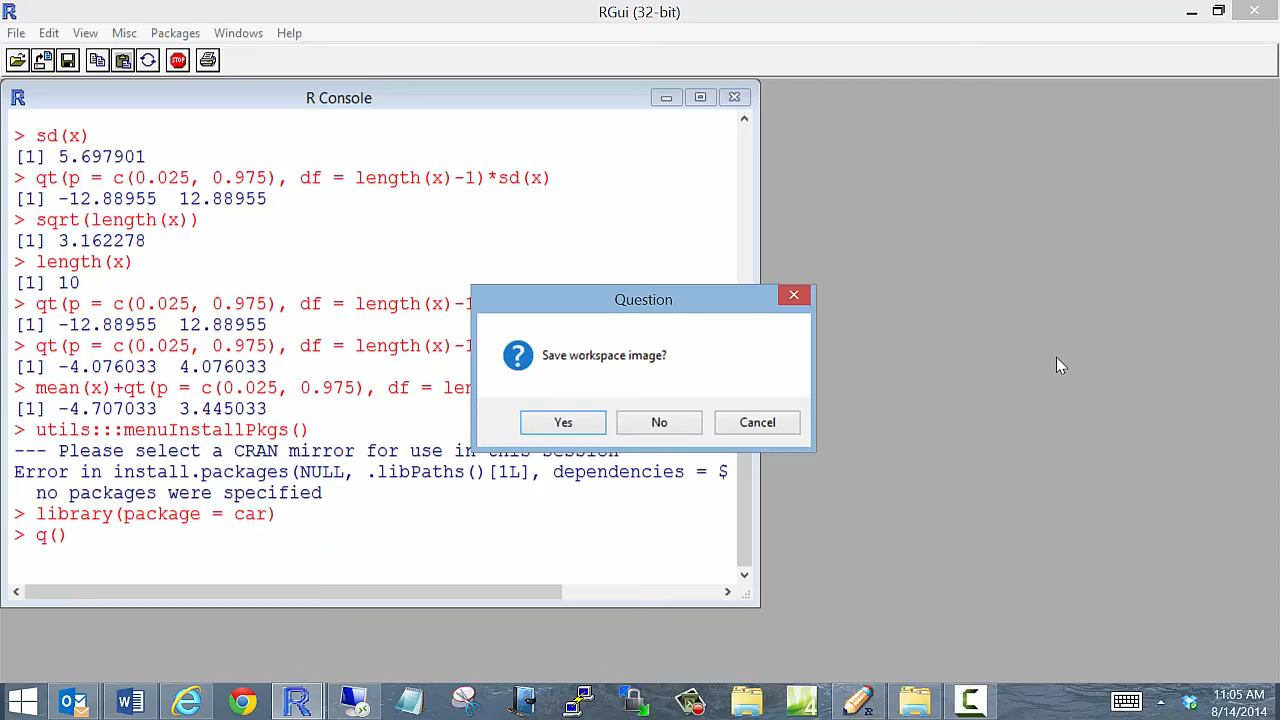 RGui (32-bit)
File Edit View Misc Packages Windows Help
STOP
R Console
> sd(x)
[1] 5.697901
> qt(p = c(0.025, 0.975), df = length(x)-1)*sd(x)
[1] -12.88955 12.88955
> sqrt(length(x))
[1] 3.162278
> length(x)
[1] 10
> qt(p = c(0.025, 0.975), df = length(x)-1
[1] -12.88955 12.88955
> qt(p = c(0.025, 0.975), df = length(x)-1
[1] -4.076033 4.076033
> mean(x)+qt(p = c(0.025, 0.975), df = len
[1] -4.707033 3.445033
> utils:::menuInstallPkgs()
--- Please select a CRAN mirror for use in this session
Error in install.packages(NULL, .libPaths()[1L], dependencies = $
no packages were specified
> library(package = car)
> q()
Question
Save workspace image?
Yes No Cancel
11:05 AM
8/14/2014